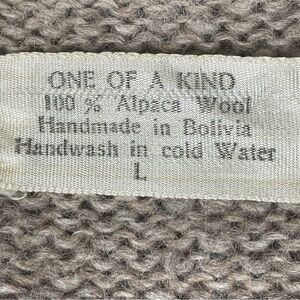 ONE OF A KIND
100 % Alpaca Wool
Handmade in Bolivia
Handwash in cold Water
L